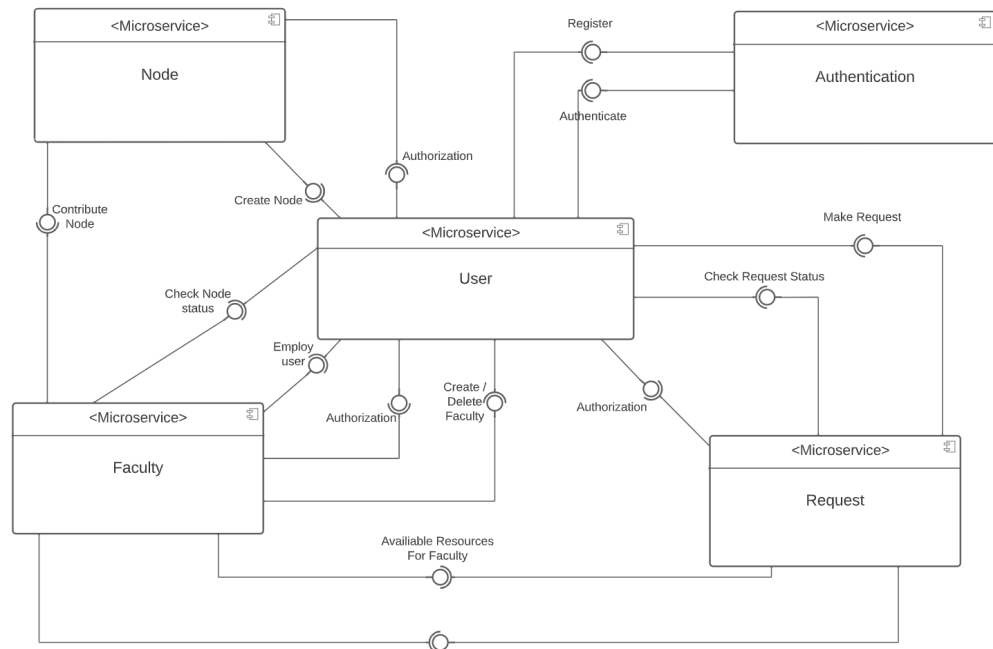 <Microservice>
Node
Register
<Microservice>
Authentication
Authenticate
Authorization
Create Node
Contribute
Node
<Microservice>
User
Make Request
Check Request Status
Check Node
status
Employ
user
Create /
Delete
Faculty
Authorization
Authorization
<Microservice>
Faculty
<Microservice>
Request
Availiable Resources
For Faculty